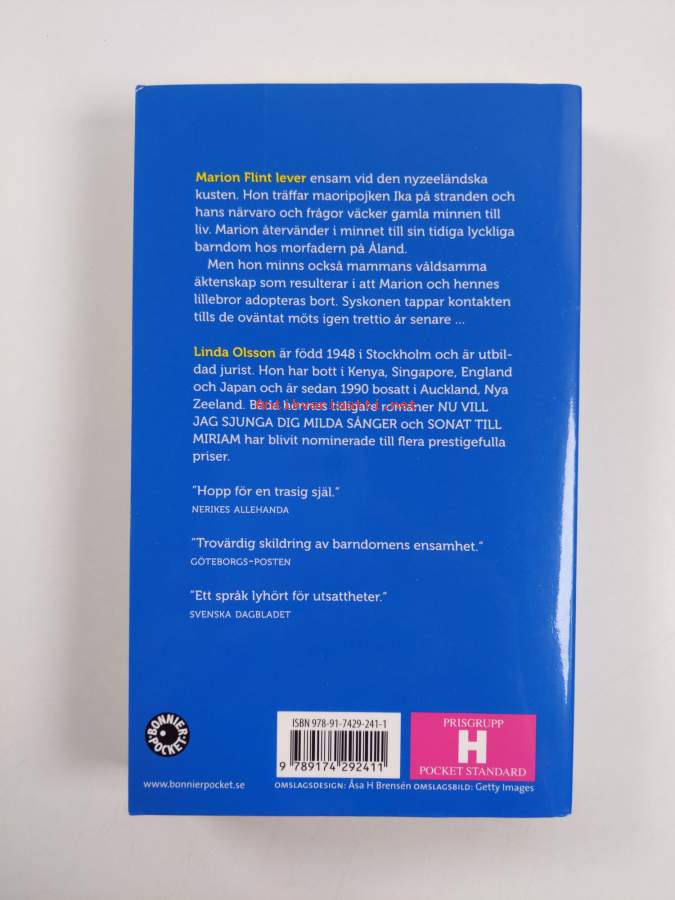 Marion Flint lever ensam vid den nyzeeländska
kusten. Hon träffar maoripojken Ika på stranden och
hans närvaro och frågor väcker gamla minnen till
liv. Marion återvänder i minnet till sin tidiga lyckliga
barndom hos morfadern på Åland.
Men hon minns också mammans våldsamma
äktenskap som resulterar i att Marion och hennes
lillebror adopteras bort. Syskonen tappar kontakten
tills de oväntat möts igen trettio år senare ...
Linda Olsson är född 1948 i Stockholm och är utbil-
dad jurist. Hon har bott i Kenya, Singapore, England
och Japan och är sedan 1990 bosatt i Auckland, Nya
Zeeland. Båda hennes tidigare romaner NU VILL
JAG SJUNGA DIG MILDA SÅNGER och SONAT TILL
MIRIAM har blivit nominerade till flera prestigefulla
priser.
"Hopp för en trasig själ."
NERIKES ALLEHANDA
"Trovärdig skildring av barndomens ensamhet."
GÖTEBORGS-POSTEN
"Ett språk lyhört för utsattheter."
SVENSKA DAGBLADET
BONNIER POCKET
www.bonnierpocket.se
ISBN 978-91-7429-241-1
9 789174 292411
PRISGRUPP
H
POCKET STANDARD
OMSLAGSDESIGN: Åsa H Brensén OMSLAGSBILD: Getty Images